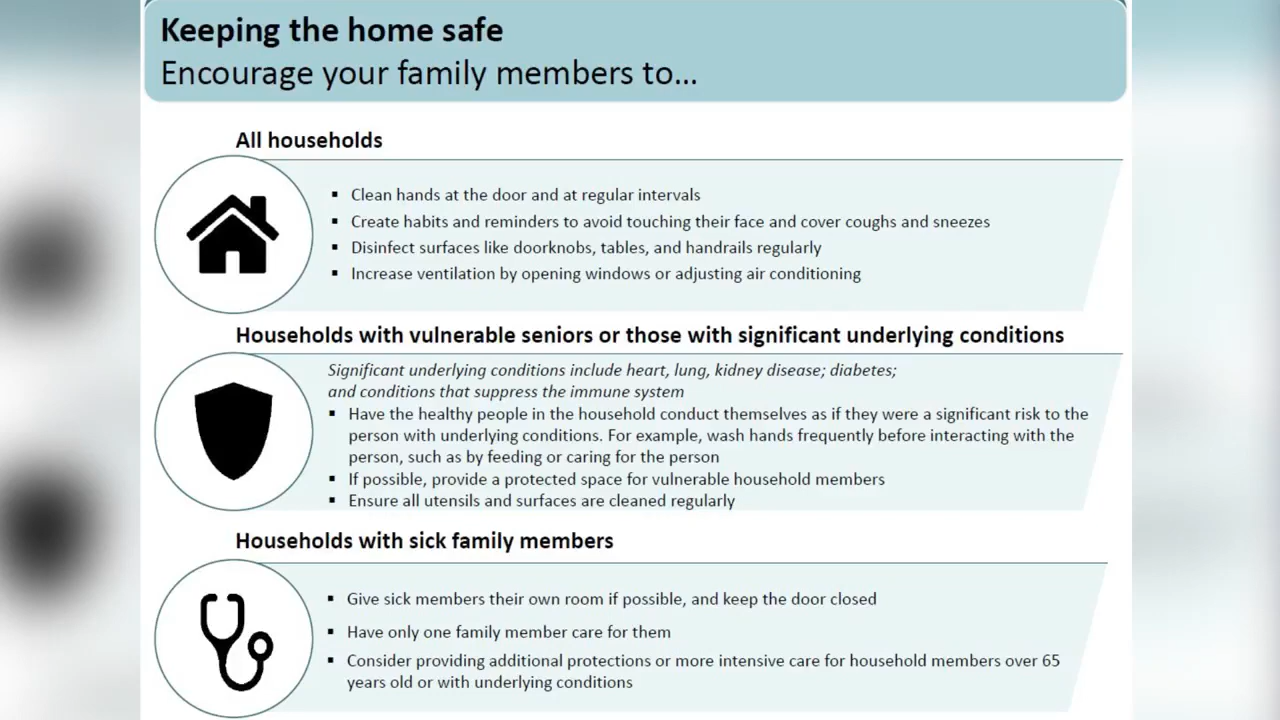 Keeping the home safe
Encourage your family members to...
All households
▪ Clean hands at the door and at regular intervals
▪ Create habits and reminders to avoid touching their face and cover coughs and sneezes
▪ Disinfect surfaces like doorknobs, tables, and handrails regularly
▪ Increase ventilation by opening windows or adjusting air conditioning
Households with vulnerable seniors or those with significant underlying conditions
Significant underlying conditions include heart, lung, kidney disease; diabetes;
and conditions that suppress the immune system
▪ Have the healthy people in the household conduct themselves as if they were a significant risk to the
person with underlying conditions. For example, wash hands frequently before interacting with the
person, such as by feeding or caring for the person
▪ If possible, provide a protected space for vulnerable household members
▪ Ensure all utensils and surfaces are cleaned regularly
Households with sick family members
▪ Give sick members their own room if possible, and keep the door closed
▪ Have only one family member care for them
▪ Consider providing additional protections or more intensive care for household members over 65
years old or with underlying conditions